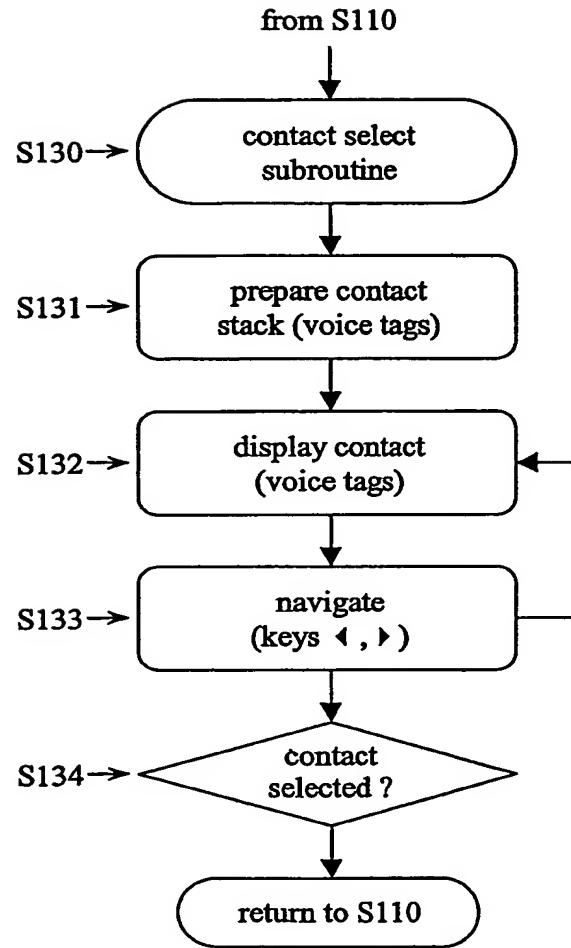 from S110
S130
contact select
subroutine
S131
prepare contact
stack (voice tags)
S132
display contact
(voice tags)
S133
navigate
(keys ◀ , ▶ )
S134
contact
selected ?
return to S110